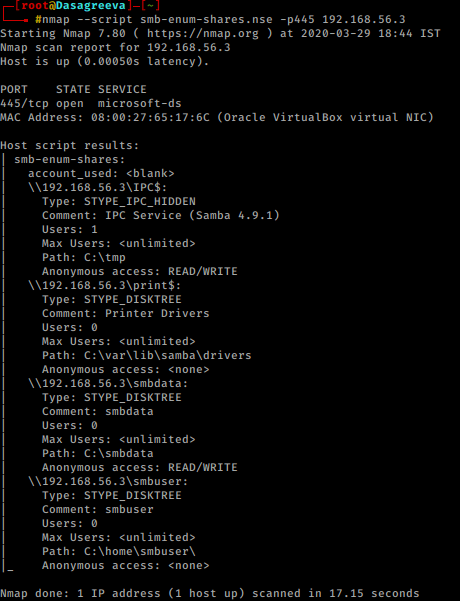 ┌─[root@Dasagreeva]─[~]
└──╼ #nmap --script smb-enum-shares.nse -p445 192.168.56.3
Starting Nmap 7.80 ( https://nmap.org ) at 2020-03-29 18:44 IST
Nmap scan report for 192.168.56.3
Host is up (0.00050s latency).

PORT    STATE SERVICE
445/tcp open  microsoft-ds
MAC Address: 08:00:27:65:17:6C (Oracle VirtualBox virtual NIC)

Host script results:
| smb-enum-shares:
|   account_used: <blank>
|   \\192.168.56.3\IPC$:
|     Type: STYPE_IPC_HIDDEN
|     Comment: IPC Service (Samba 4.9.1)
|     Users: 1
|     Max Users: <unlimited>
|     Path: C:\tmp
|     Anonymous access: READ/WRITE
|   \\192.168.56.3\print$:
|     Type: STYPE_DISKTREE
|     Comment: Printer Drivers
|     Users: 0
|     Max Users: <unlimited>
|     Path: C:\var\lib\samba\drivers
|     Anonymous access: <none>
|   \\192.168.56.3\smbdata:
|     Type: STYPE_DISKTREE
|     Comment: smbdata
|     Users: 0
|     Max Users: <unlimited>
|     Path: C:\smbdata
|     Anonymous access: READ/WRITE
|   \\192.168.56.3\smbuser:
|     Type: STYPE_DISKTREE
|     Comment: smbuser
|     Users: 0
|     Max Users: <unlimited>
|     Path: C:\home\smbuser\
|_    Anonymous access: <none>

Nmap done: 1 IP address (1 host up) scanned in 17.15 seconds